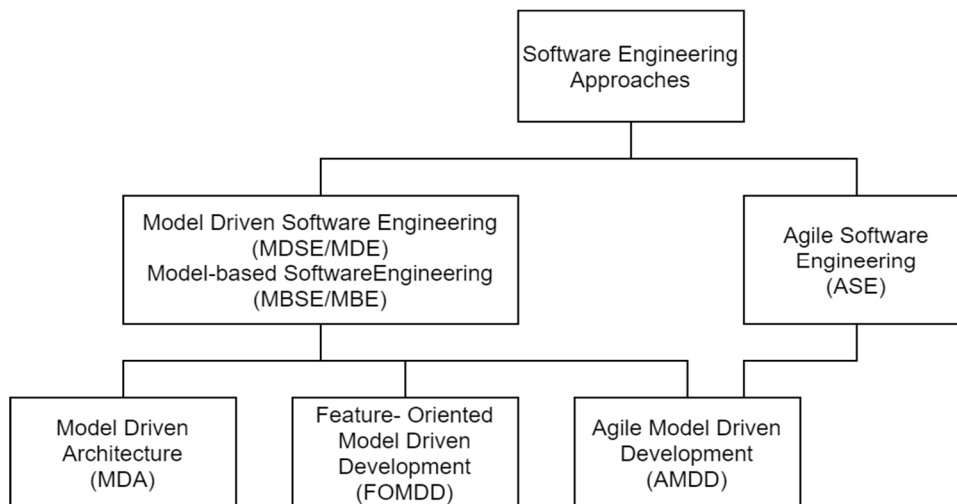 Software Engineering
Approaches
Model Driven Software Engineering
(MDSE/MDE)
Model-based SoftwareEngineering
(MBSE/MBE)
Agile Software
Engineering
(ASE)
Model Driven
Architecture
(MDA)
Feature- Oriented
Model Driven
Development
(FOMDD)
Agile Model Driven
Development
(AMDD)